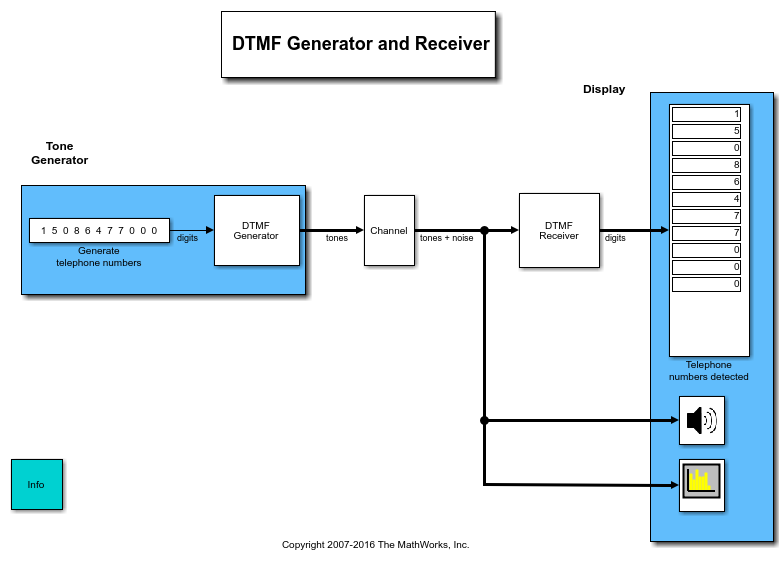 DTMF Generator and Receiver
Display
Tone
Generator
1 5 0 8 6 4 7 7 0 0 0
Generate
telephone numbers
digits
DTMF
Generator
tones
Channel
tones + noise
DTMF
Receiver
digits
1
5
0
8
6
4
7
7
0
0
0
Telephone
numbers detected
Info
Copyright 2007-2016 The MathWorks, Inc.